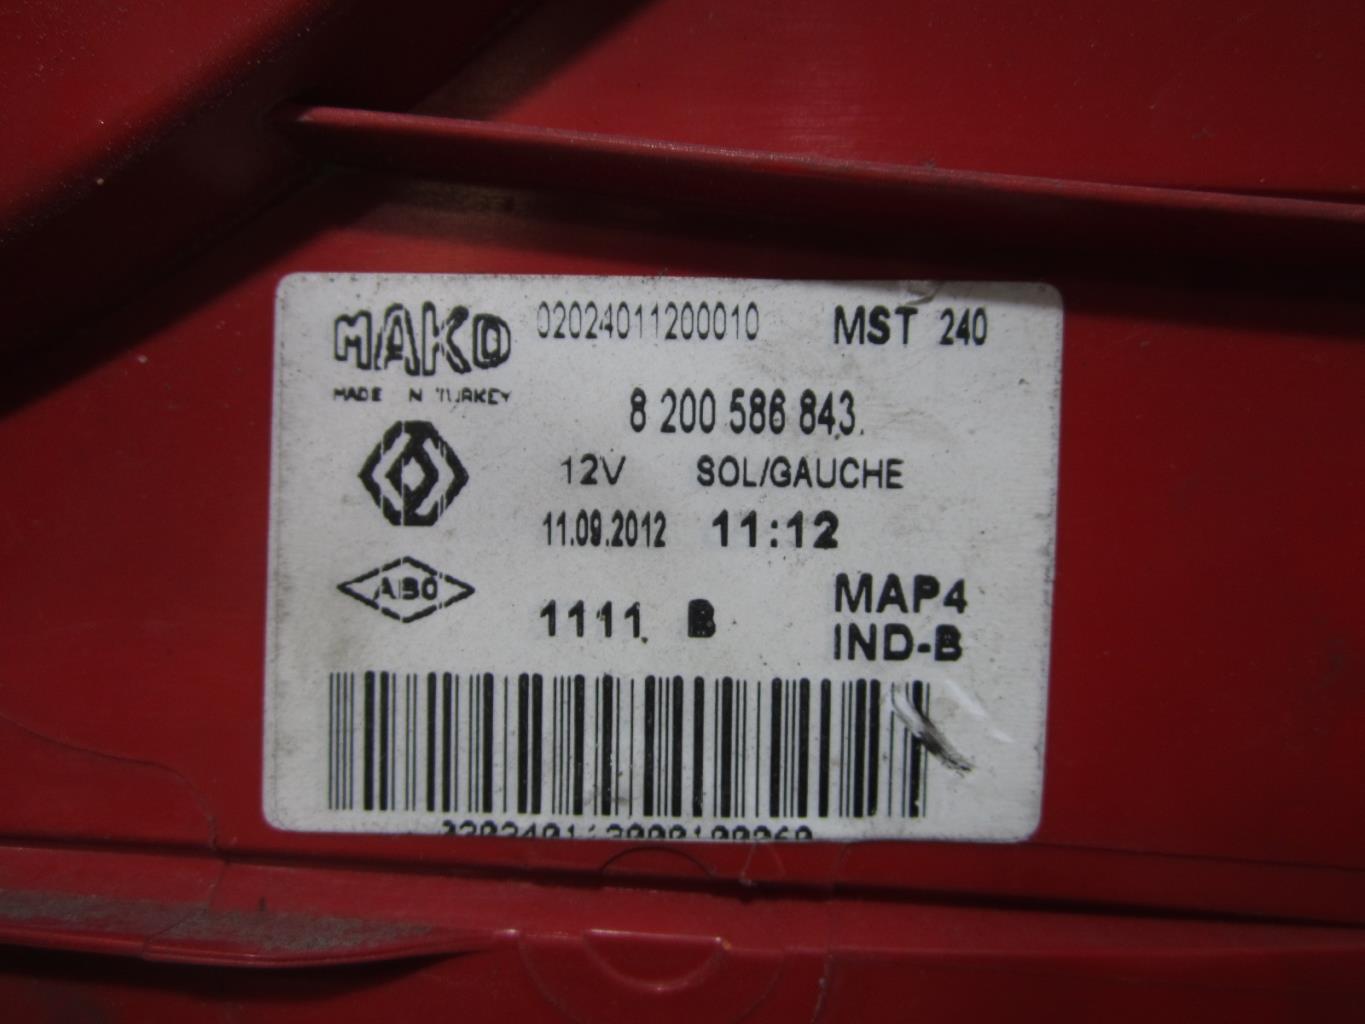 MAKO 02024011200010 MST 240
MADE IN TURKEY
8 200 586 843
12V SOL/GAUCHE
11.09.2012 11:12
ABO
1111 B MAP4
IND-B